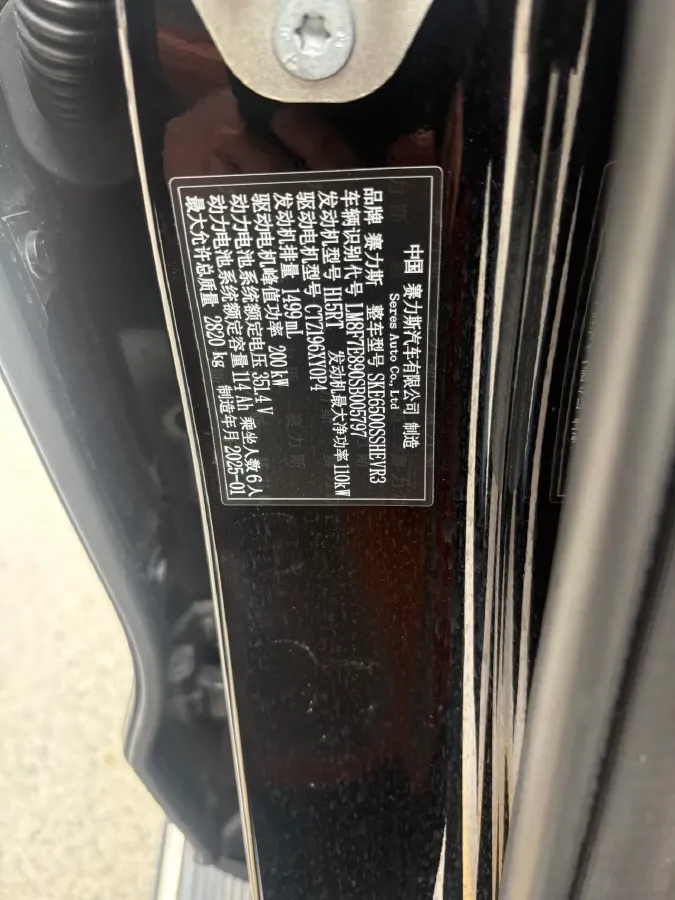 中国 赛力斯汽车有限公司 制造
Seres Auto Co., Ltd
品牌 赛力斯 整车型号 SKE6500SSHEVR3
车辆识别代号 LM8F7E890SB005797
发动机型号 H15RT 发动机最大净功率 110kW
驱动电机型号 CTZ196XY0F4
发动机排量 1499 mL
驱动电机峰值功率 200 kW
动力电池系统额定电压 351.4 V
动力电池系统额定容量 114 Ah 乘坐人数 6人
最大允许总质量 2820 kg 制造年月 2025-01